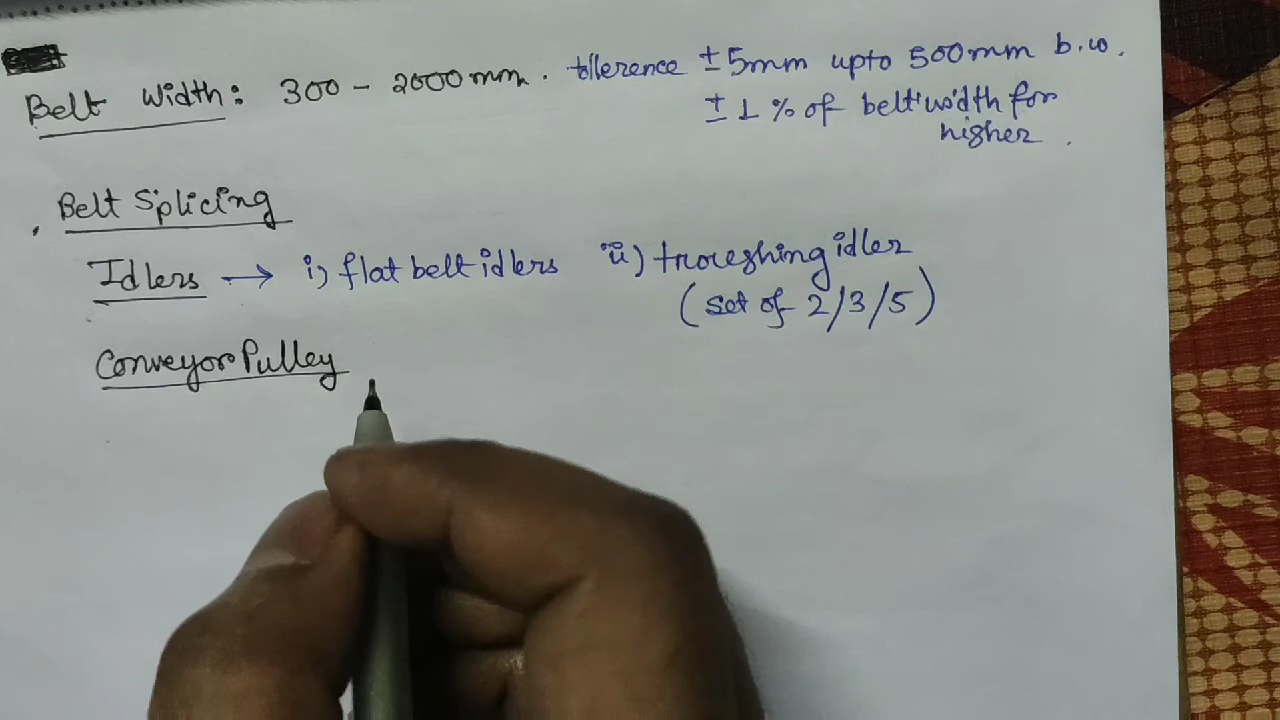 Belt Width: 300 - 2000 mm. tollerence ± 5mm upto 500mm b.w.
± 1 % of belt width for
higher.
Belt Splicing
Idlers → i) flat belt idlers ii) troughing idler
(set of 2/3/5)
Conveyor Pulley